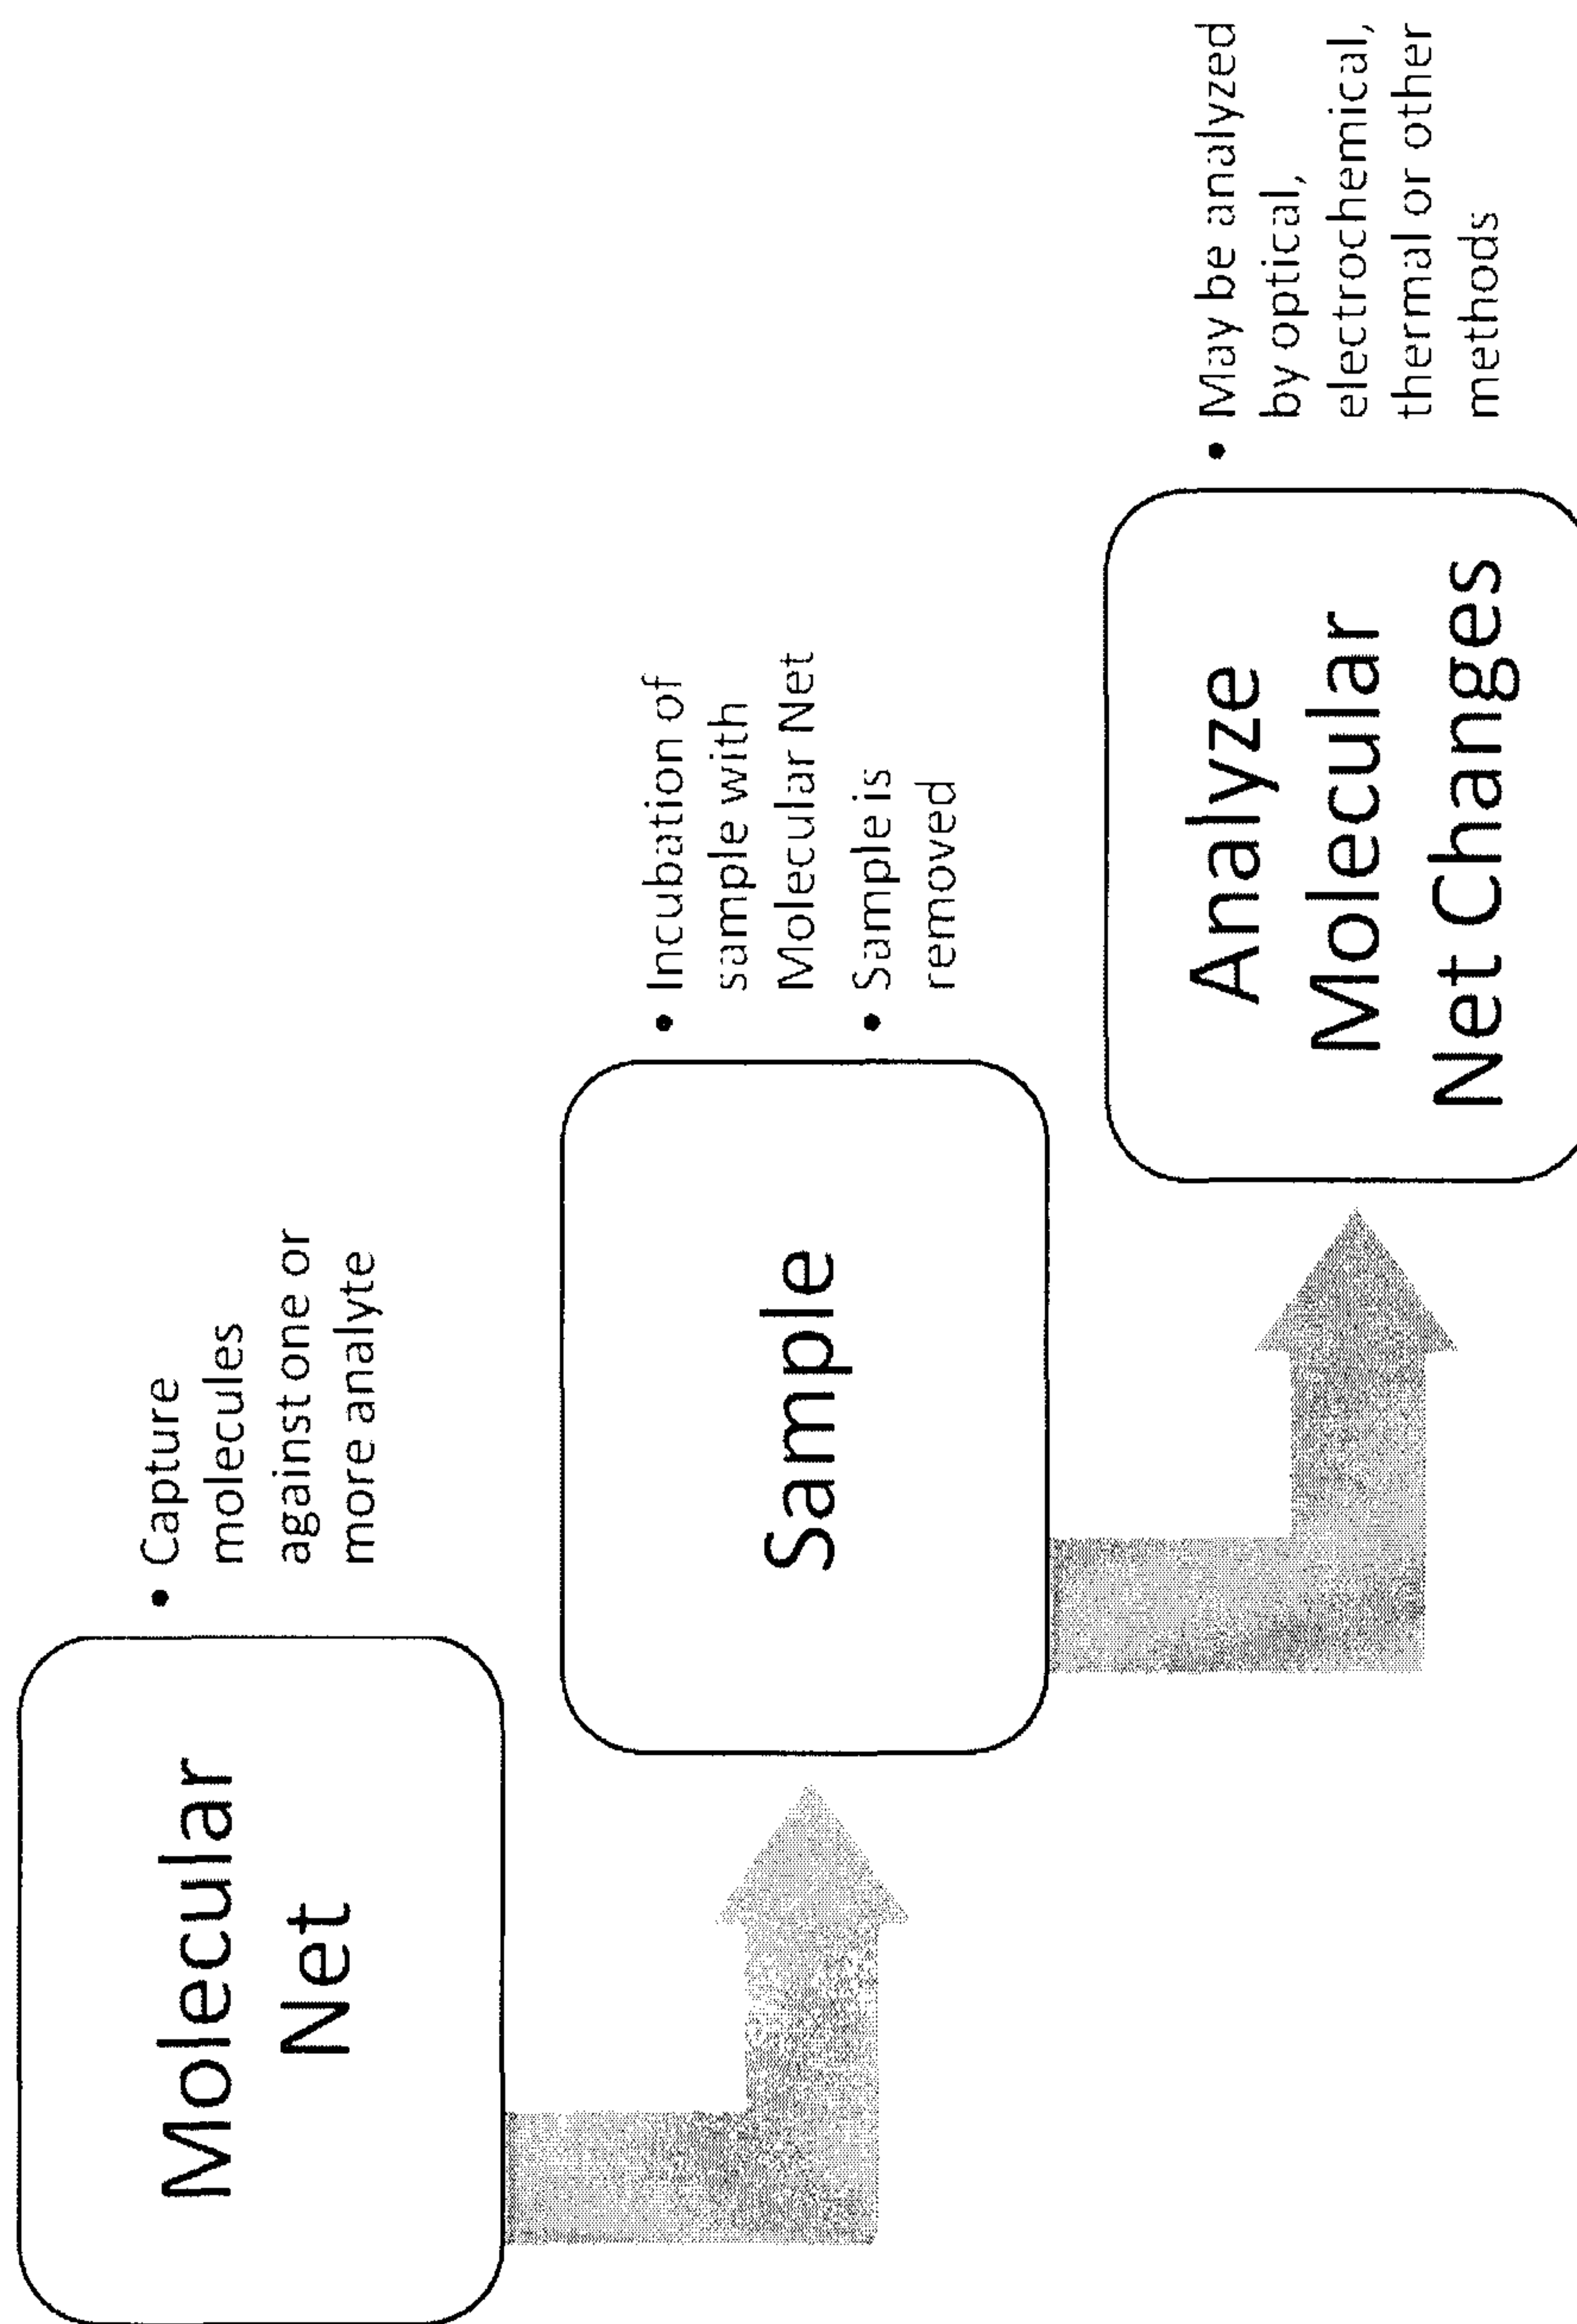 Molecular
Net
• Capture
molecules
against one or
more analyte
Sample
• Incubation of
sample with
Molecular Net
• Sample is
removed
Analyze
Molecular
Net Changes
• May be analyzed
by optical,
electrochemical,
thermal or other
methods